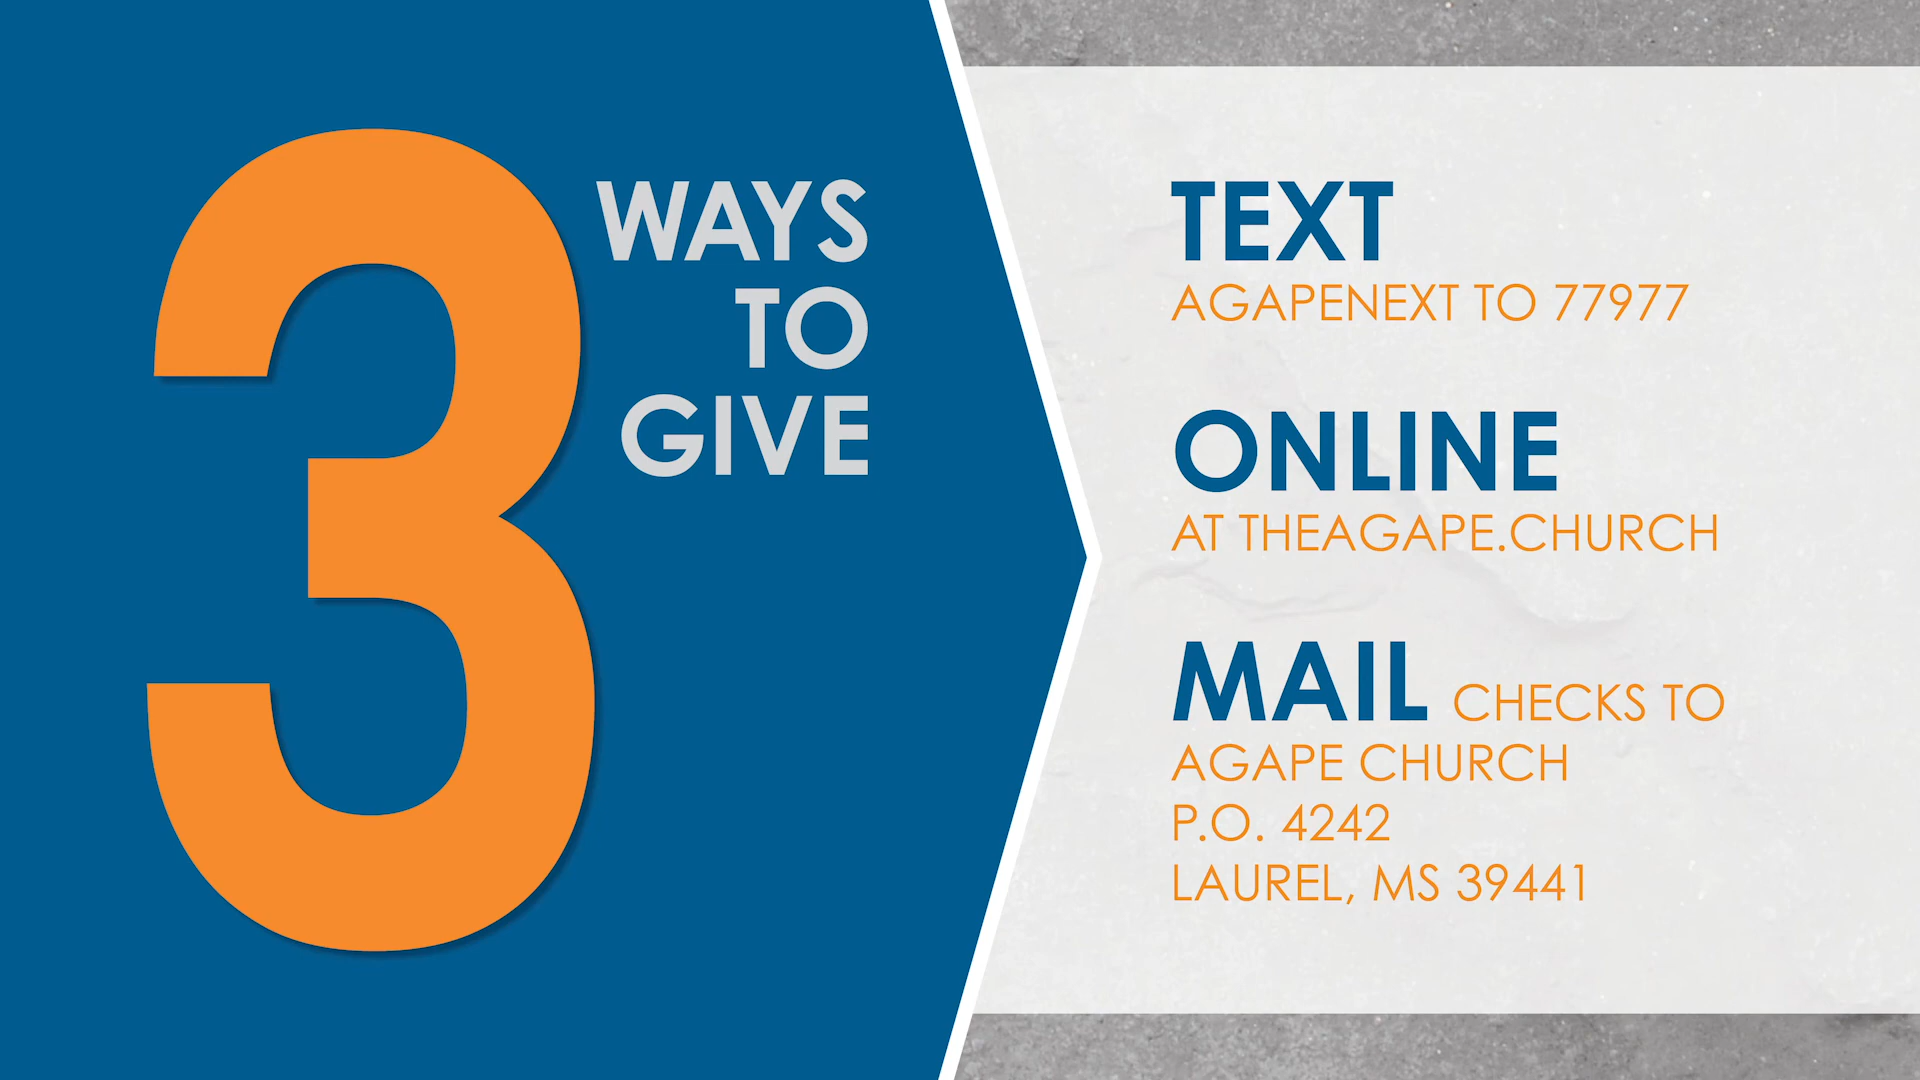 3
WAYS
TO
GIVE
TEXT
AGAPENEXT TO 77977
ONLINE
AT THEAGAPE.CHURCH
MAIL CHECKS TO
AGAPE CHURCH
P.O. 4242
LAUREL, MS 39441